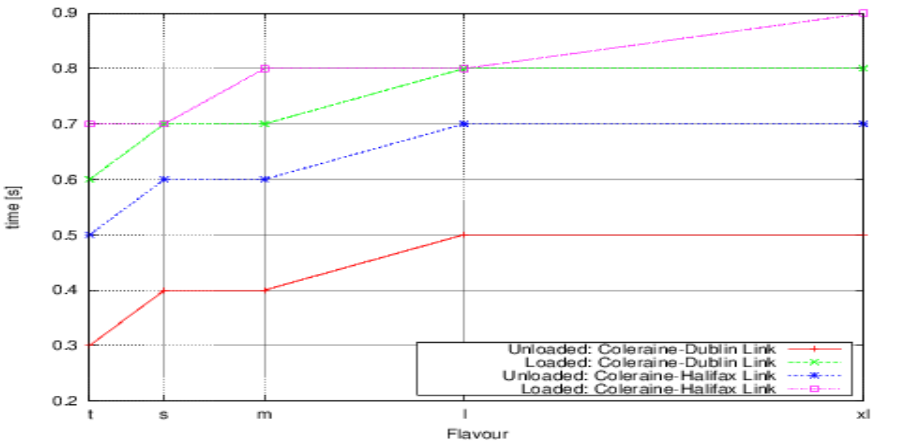 0.9
0.8
0.7
0.6
0.5
0.4
0.3
0.2
time [s]
t s m l xl
Flavour
Unloaded: Coleraine-Dublin Link
Loaded: Coleraine-Dublin Link
Unloaded: Coleraine-Halifax Link
Loaded: Coleraine-Halifax Link